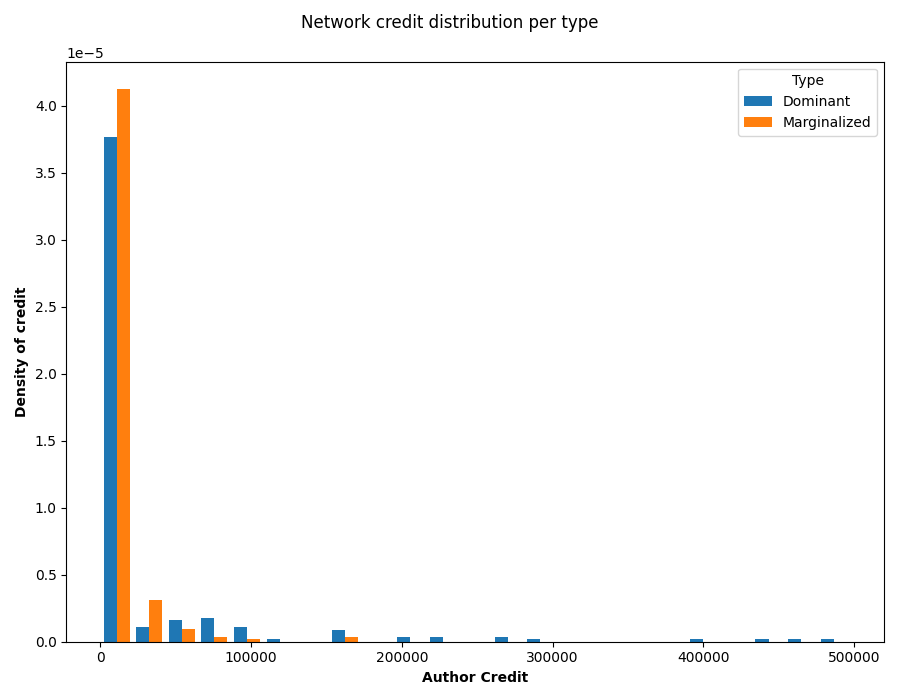 Network credit distribution per type
1e−5
4.0
3.5
3.0
2.5
2.0
1.5
1.0
0.5
0.0
Density of credit
Type
Dominant
Marginalized
0 100000 200000 300000 400000 500000
Author Credit